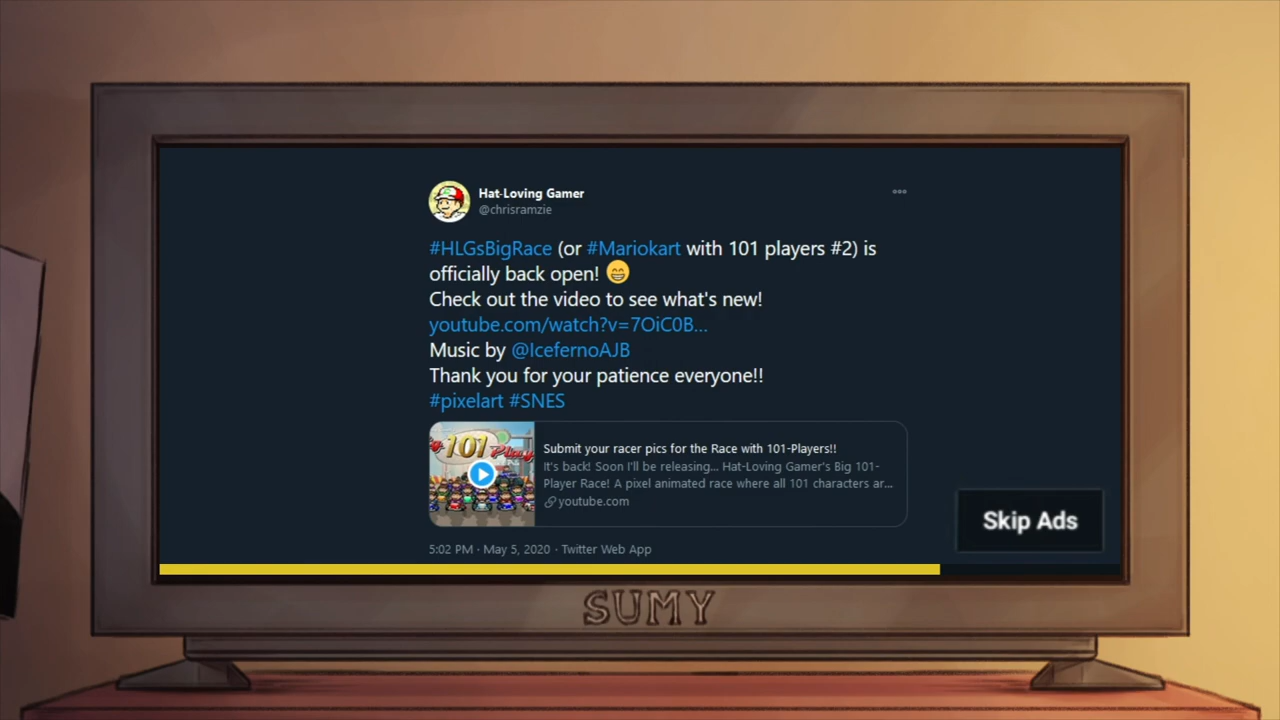 Hat-Loving Gamer
@chrisramzie
#HLGsBigRace (or #Mariokart with 101 players #2) is
officially back open! 😁
Check out the video to see what's new!
youtube.com/watch?v=7OiC0B...
Music by @IcefernoAJB
Thank you for your patience everyone!!
#pixelart #SNES
101
Submit your racer pics for the Race with 101-Players!!
It's back! Soon I'll be releasing... Hat-Loving Gamer's Big 101-
Player Race! A pixel animated race where all 101 characters ar...
youtube.com
Skip Ads
5:02 PM · May 5, 2020 · Twitter Web App
SUMY